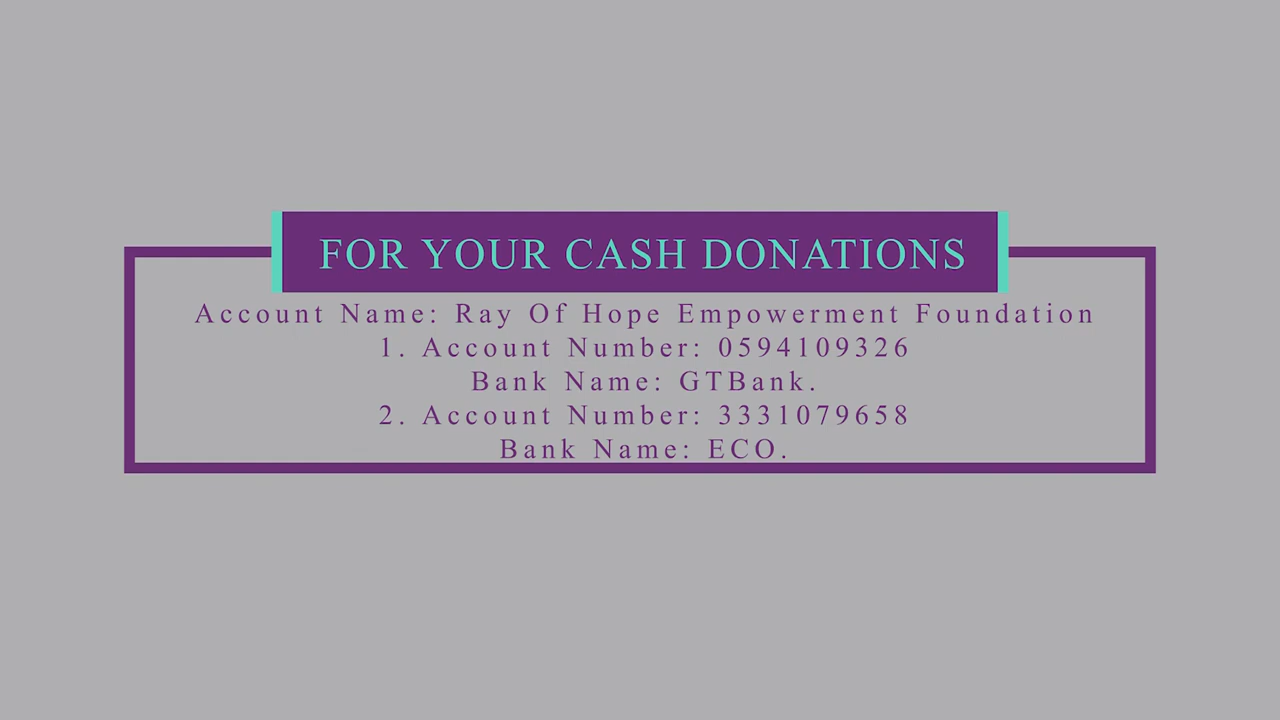 FOR YOUR CASH DONATIONS
Account Name: Ray Of Hope Empowerment Foundation
1. Account Number: 0594109326
Bank Name: GTBank.
2. Account Number: 3331079658
Bank Name: ECO.